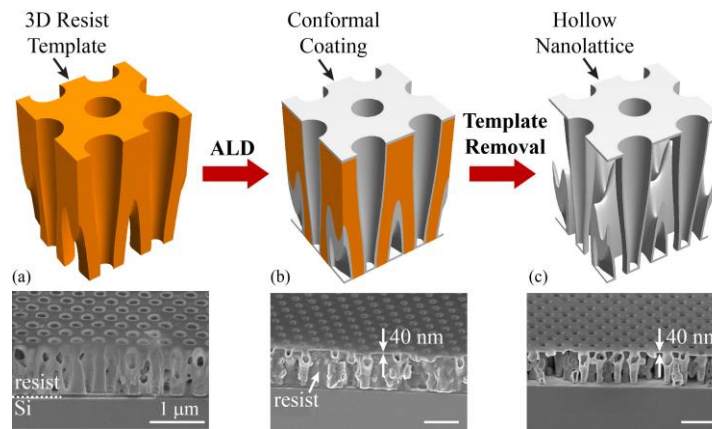 3D Resist
Template
Conformal
Coating
Hollow
Nanolattice
ALD
Template
Removal
(a)
(b)
(c)
resist
Si
1 μm
40 nm
resist
40 nm